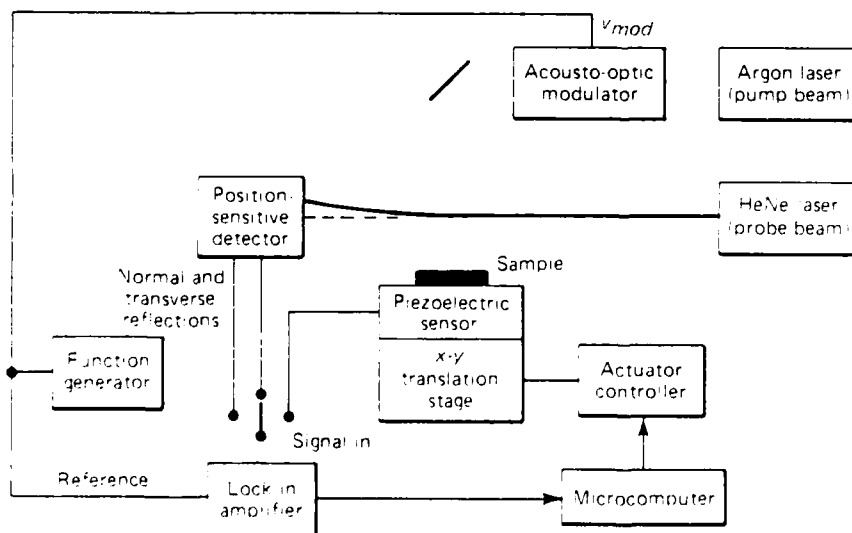 Vmod
Acousto-optic
modulator
Argon laser
(pump beam)
Position-
sensitive
detector
HeNe laser
(probe beam)
Normal and
transverse
reflections
Sample
Piezoelectric
sensor
x-y
translation
stage
Function
generator
Actuator
controller
Signal in
Reference
Lock in
amplifier
Microcomputer